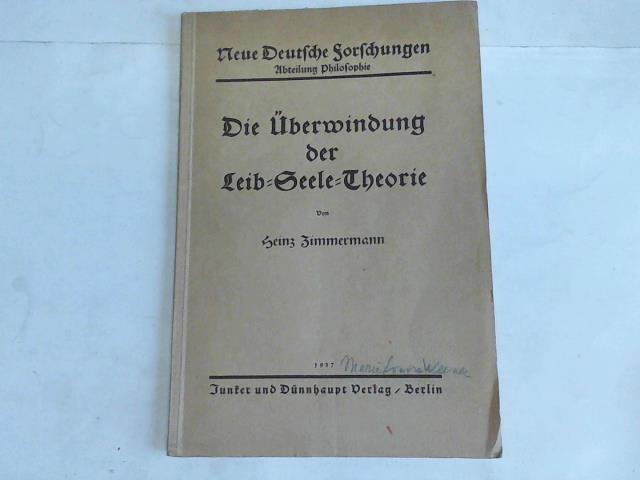 Neue Deutsche Forschungen
Abteilung Philosophie
Die Überwindung
der
Leib-Seele-Theorie
Von
Heinz Zimmermann
1937
Junker und Dünnhaupt Verlag / Berlin